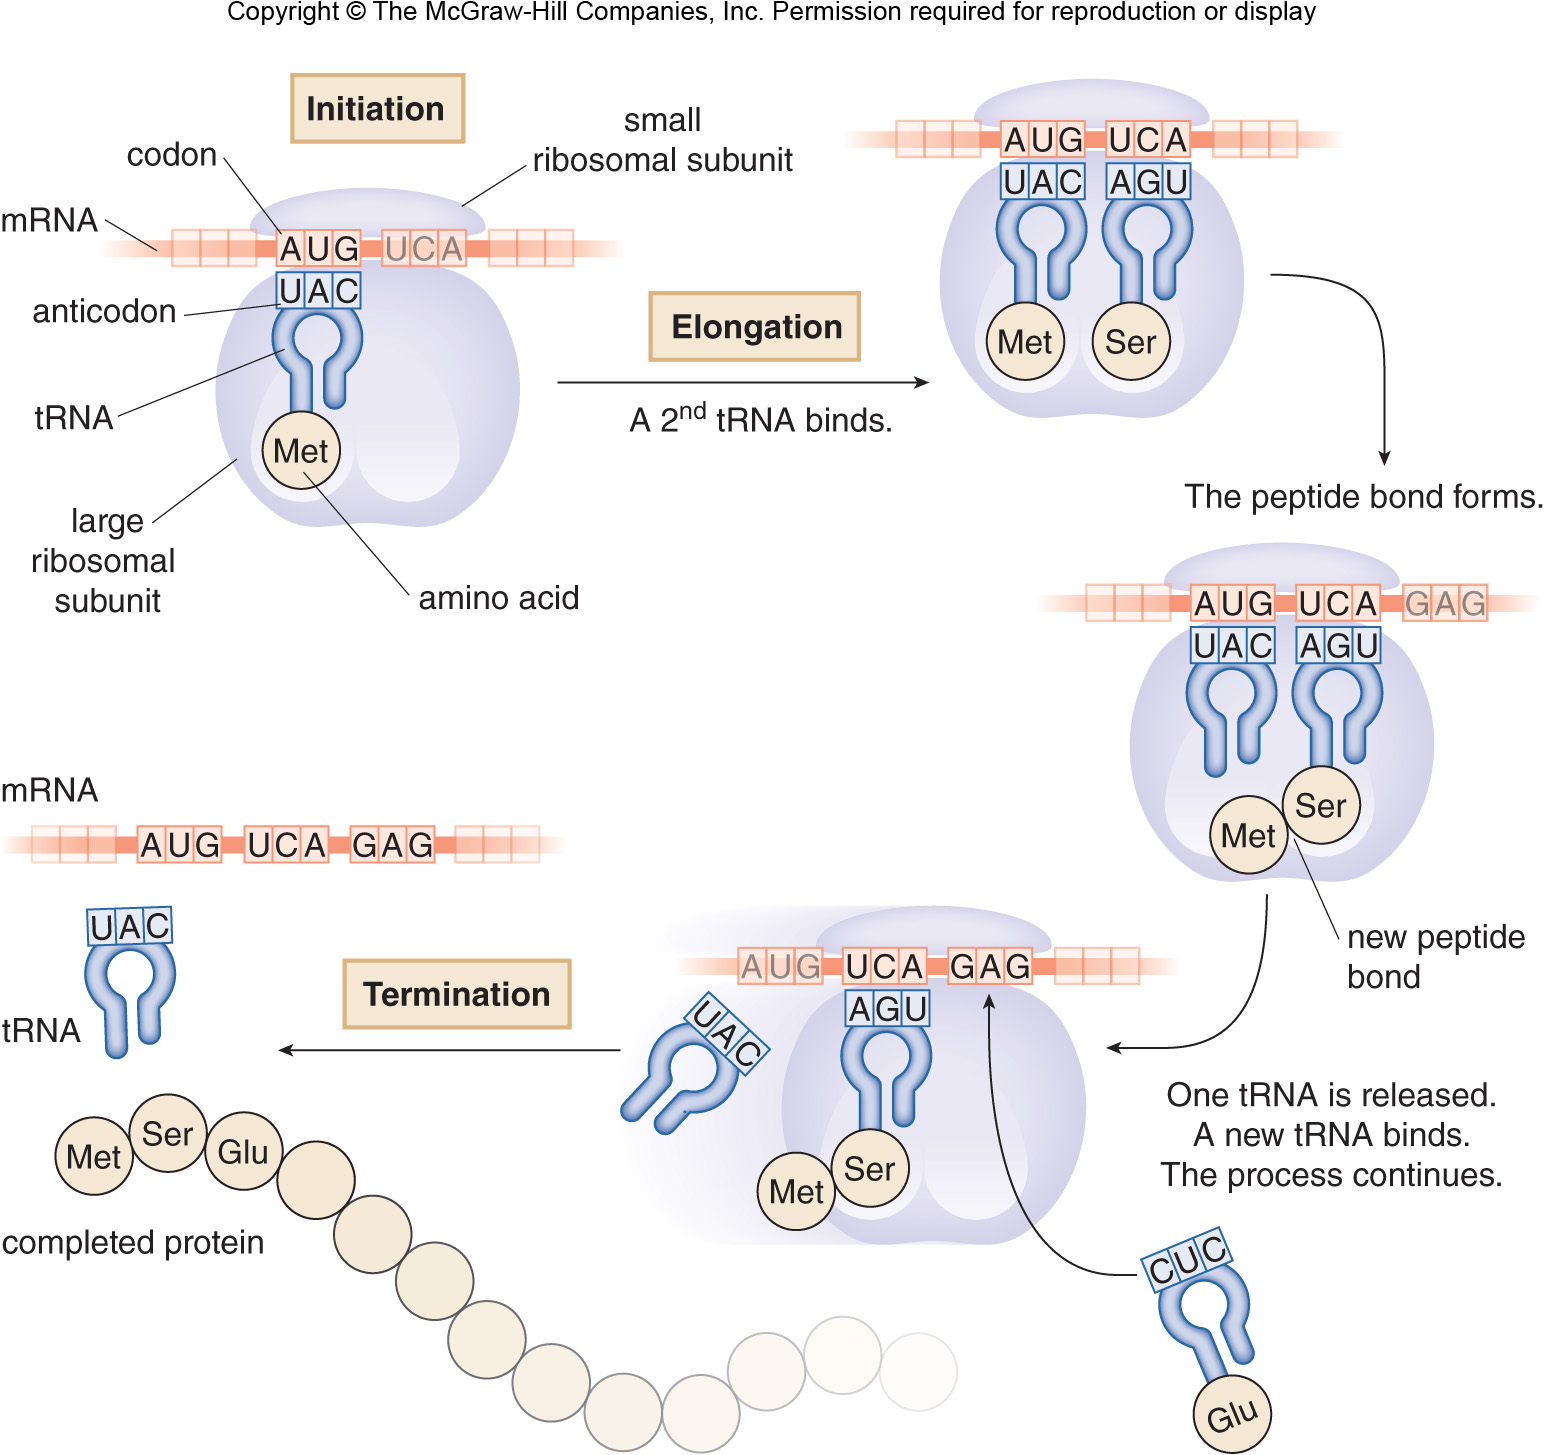 Copyright © The McGraw-Hill Companies, Inc. Permission required for reproduction or display
Initiation
small
ribosomal subunit
codon
mRNA
AUG UCA
UAC
anticodon
tRNA
Met
large
ribosomal
subunit
amino acid
Elongation
A 2nd tRNA binds.
AUG UCA
UAC AGU
Met Ser
The peptide bond forms.
AUG UCA GAG
UAC AGU
Ser
Met
new peptide
bond
One tRNA is released.
A new tRNA binds.
The process continues.
AUG UCA GAG
AGU
UAC
Ser
Met
CUC
Glu
Termination
mRNA
AUG UCA GAG
UAC
tRNA
Met Ser Glu
completed protein